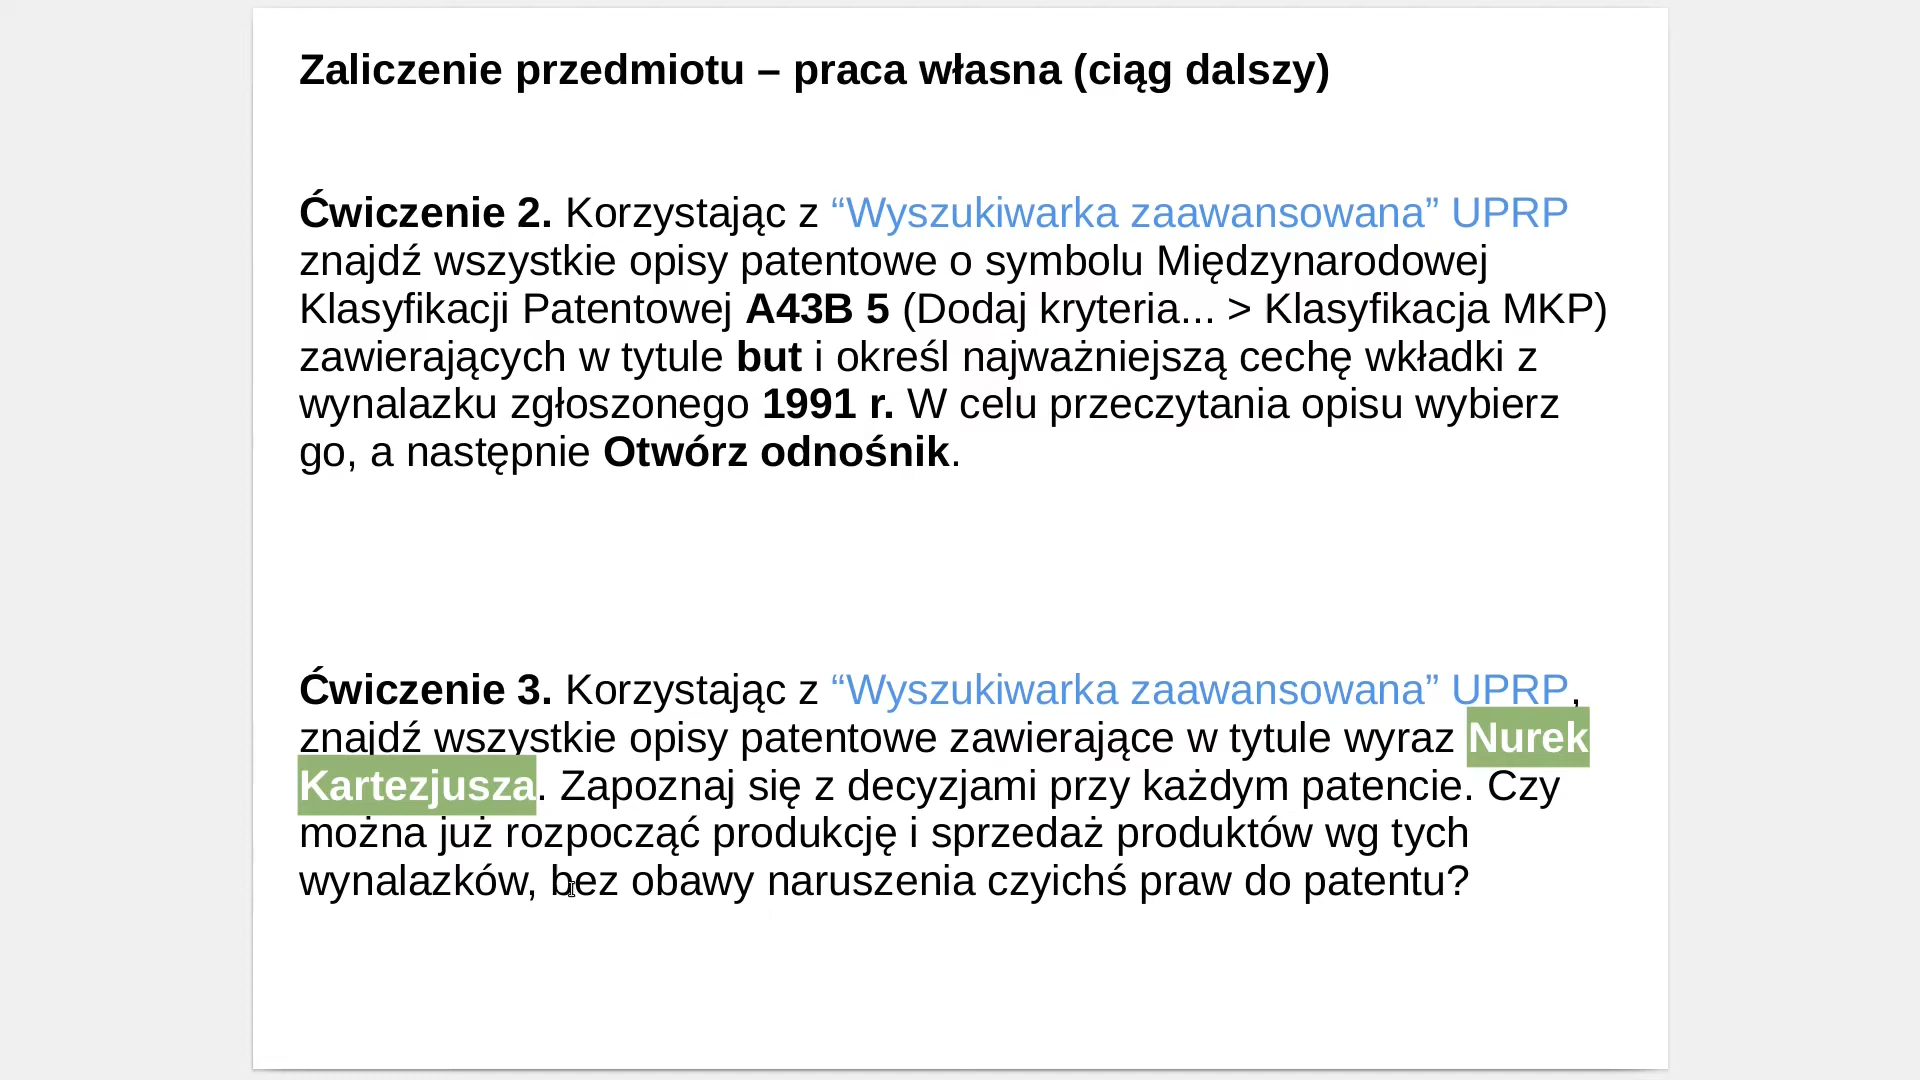 Zaliczenie przedmiotu – praca własna (ciąg dalszy)
Ćwiczenie 2. Korzystając z “Wyszukiwarka zaawansowana” UPRP
znajdź wszystkie opisy patentowe o symbolu Międzynarodowej
Klasyfikacji Patentowej A43B 5 (Dodaj kryteria... > Klasyfikacja MKP)
zawierających w tytule but i określ najważniejszą cechę wkładki z
wynalazku zgłoszonego 1991 r. W celu przeczytania opisu wybierz
go, a następnie Otwórz odnośnik.
Ćwiczenie 3. Korzystając z “Wyszukiwarka zaawansowana” UPRP,
znajdź wszystkie opisy patentowe zawierające w tytule wyraz Nurek
Kartezjusza. Zapoznaj się z decyzjami przy każdym patencie. Czy
można już rozpocząć produkcję i sprzedaż produktów wg tych
wynalazków, bez obawy naruszenia czyichś praw do patentu?